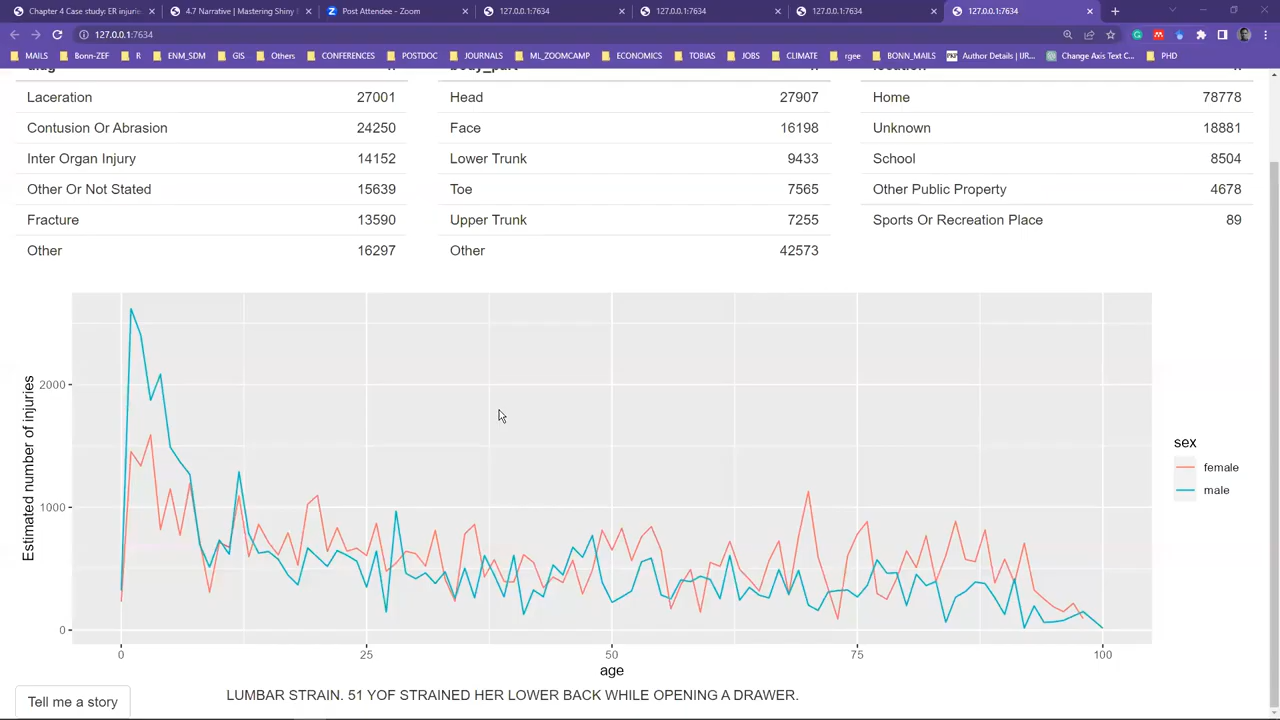 Chapter 4 Case study: ER injurie
4.7 Narrative | Mastering Shiny
Post Attendee - Zoom
127.0.0.1:7634
127.0.0.1:7634
127.0.0.1:7634
127.0.0.1:7634
127.0.0.1:7634
MAILS
Bonn-ZEF
R
ENM_SDM
GIS
Others
CONFERENCES
POSTDOC
JOURNALS
ML_ZOOMCAMP
ECONOMICS
TOBIAS
JOBS
CLIMATE
rgee
BONN_MAILS
Author Details | IJR...
Change Axis Text C...
PHD
Laceration 27001
Contusion Or Abrasion 24250
Inter Organ Injury 14152
Other Or Not Stated 15639
Fracture 13590
Other 16297
Head 27907
Face 16198
Lower Trunk 9433
Toe 7565
Upper Trunk 7255
Other 42573
Home 78778
Unknown 18881
School 8504
Other Public Property 4678
Sports Or Recreation Place 89
Estimated number of injuries
2000
1000
0
0 25 50 75 100
age
sex
female
male
Tell me a story
LUMBAR STRAIN. 51 YOF STRAINED HER LOWER BACK WHILE OPENING A DRAWER.